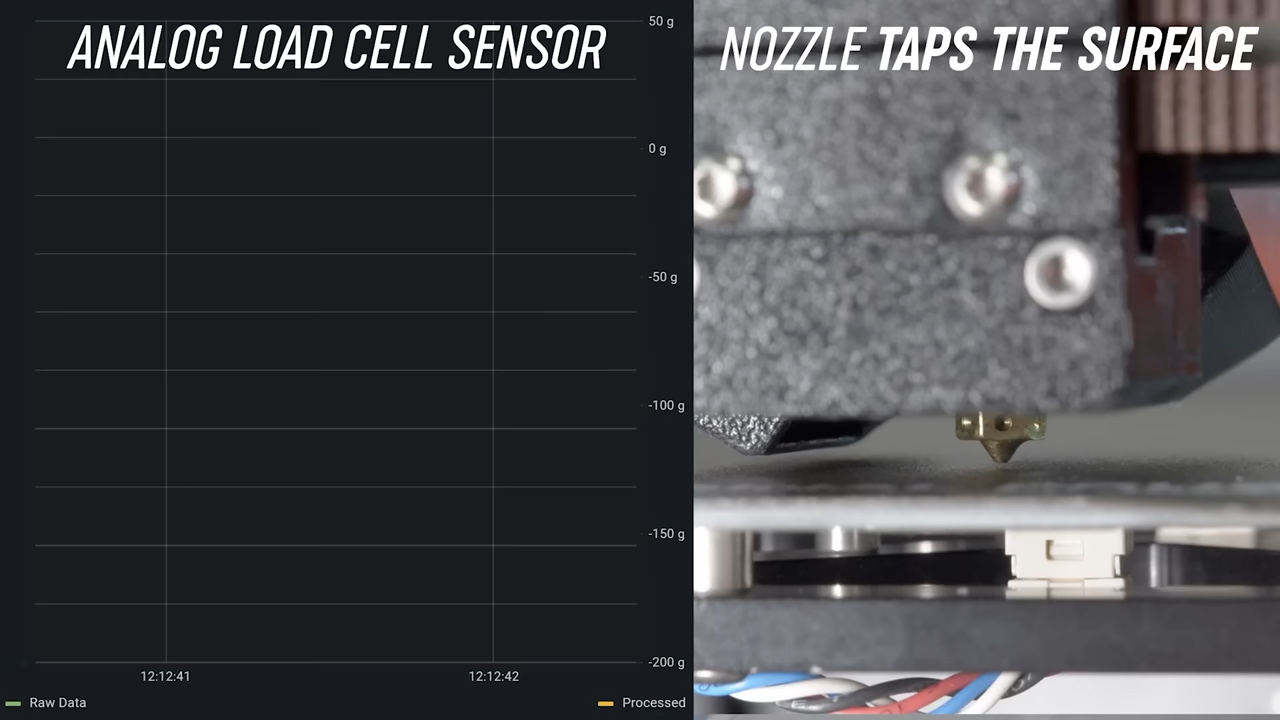 ANALOG LOAD CELL SENSOR
NOZZLE TAPS THE SURFACE
50 g
0 g
-50 g
-100 g
-150 g
-200 g
12:12:41
12:12:42
Raw Data
Processed